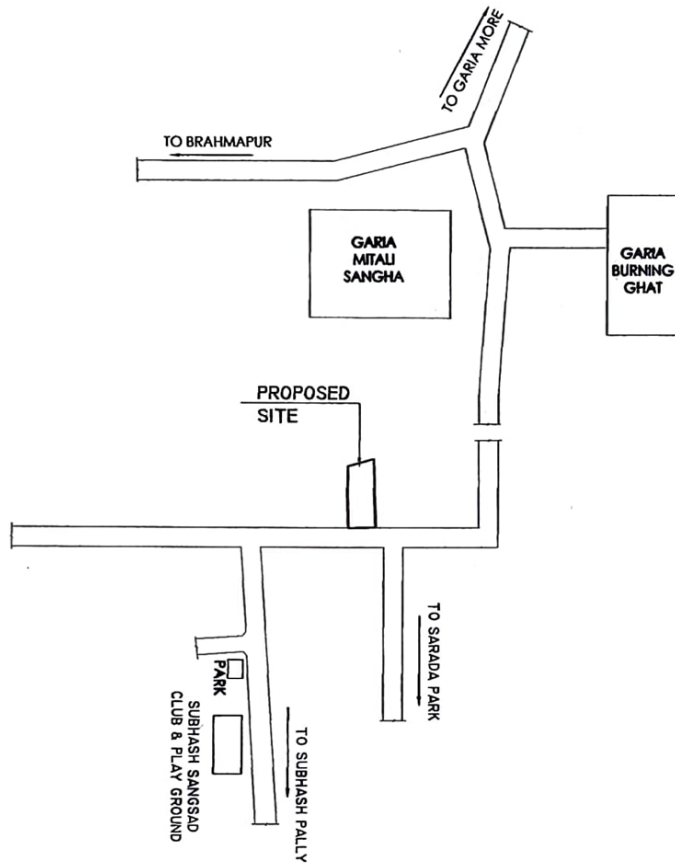 TO GARIA MORE
TO BRAHMAPUR
GARIA
MITALI
SANGHA
GARIA
BURNING
GHAT
PROPOSED
SITE
TO SARADA PARK
PARK
SUBHASH SANGSAD
CLUB & PLAY GROUND
TO SUBHASH PALLY